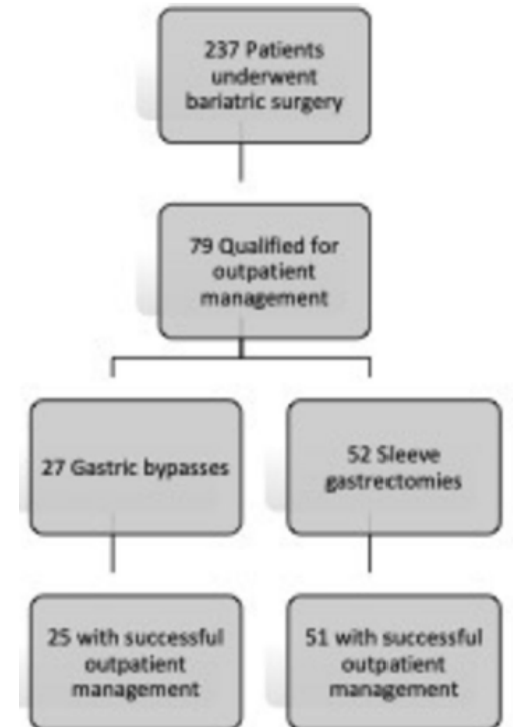 237 Patients
underwent
bariatric surgery
79 Qualified for
outpatient
management
27 Gastric bypasses
52 Sleeve
gastrectomies
25 with successful
outpatient
management
51 with successful
outpatient
management